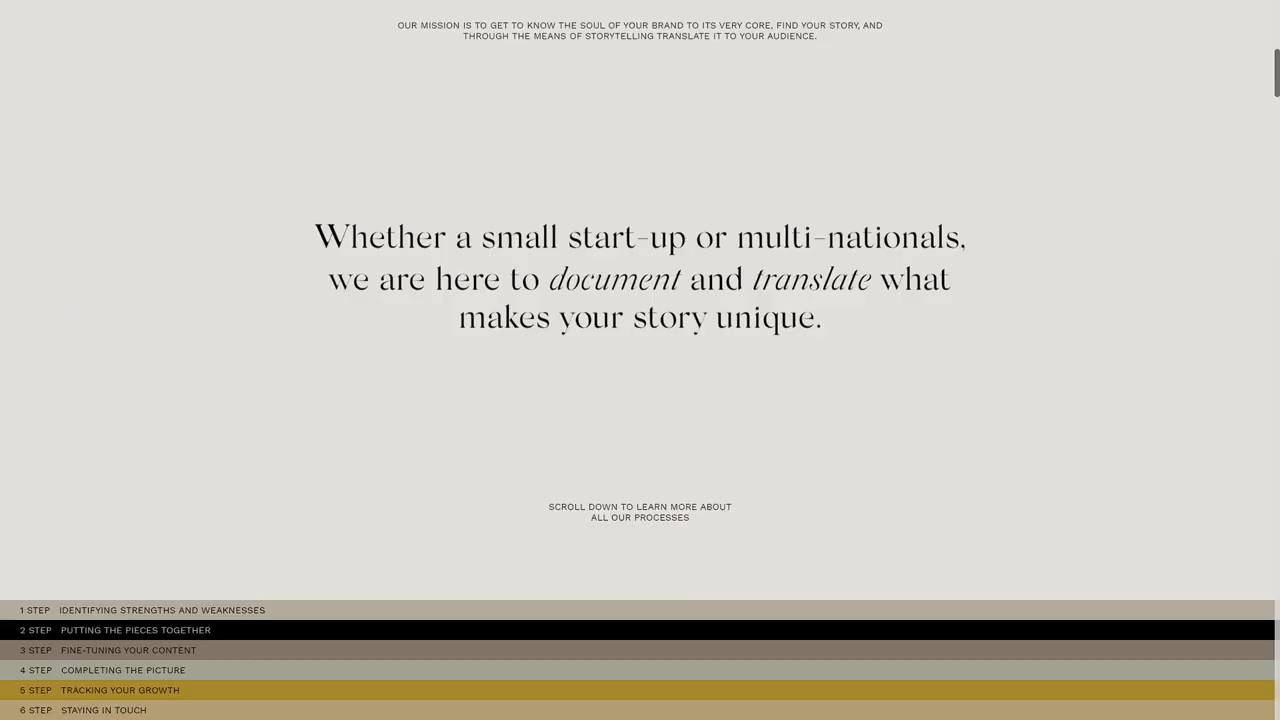 OUR MISSION IS TO GET TO KNOW THE SOUL OF YOUR BRAND TO ITS VERY CORE, FIND YOUR STORY, AND
THROUGH THE MEANS OF STORYTELLING TRANSLATE IT TO YOUR AUDIENCE.
Whether a small start-up or multi-nationals,
we are here to document and translate what
makes your story unique.
SCROLL DOWN TO LEARN MORE ABOUT
ALL OUR PROCESSES
1 STEP IDENTIFYING STRENGTHS AND WEAKNESSES
2 STEP PUTTING THE PIECES TOGETHER
3 STEP FINE-TUNING YOUR CONTENT
4 STEP COMPLETING THE PICTURE
5 STEP TRACKING YOUR GROWTH
6 STEP STAYING IN TOUCH